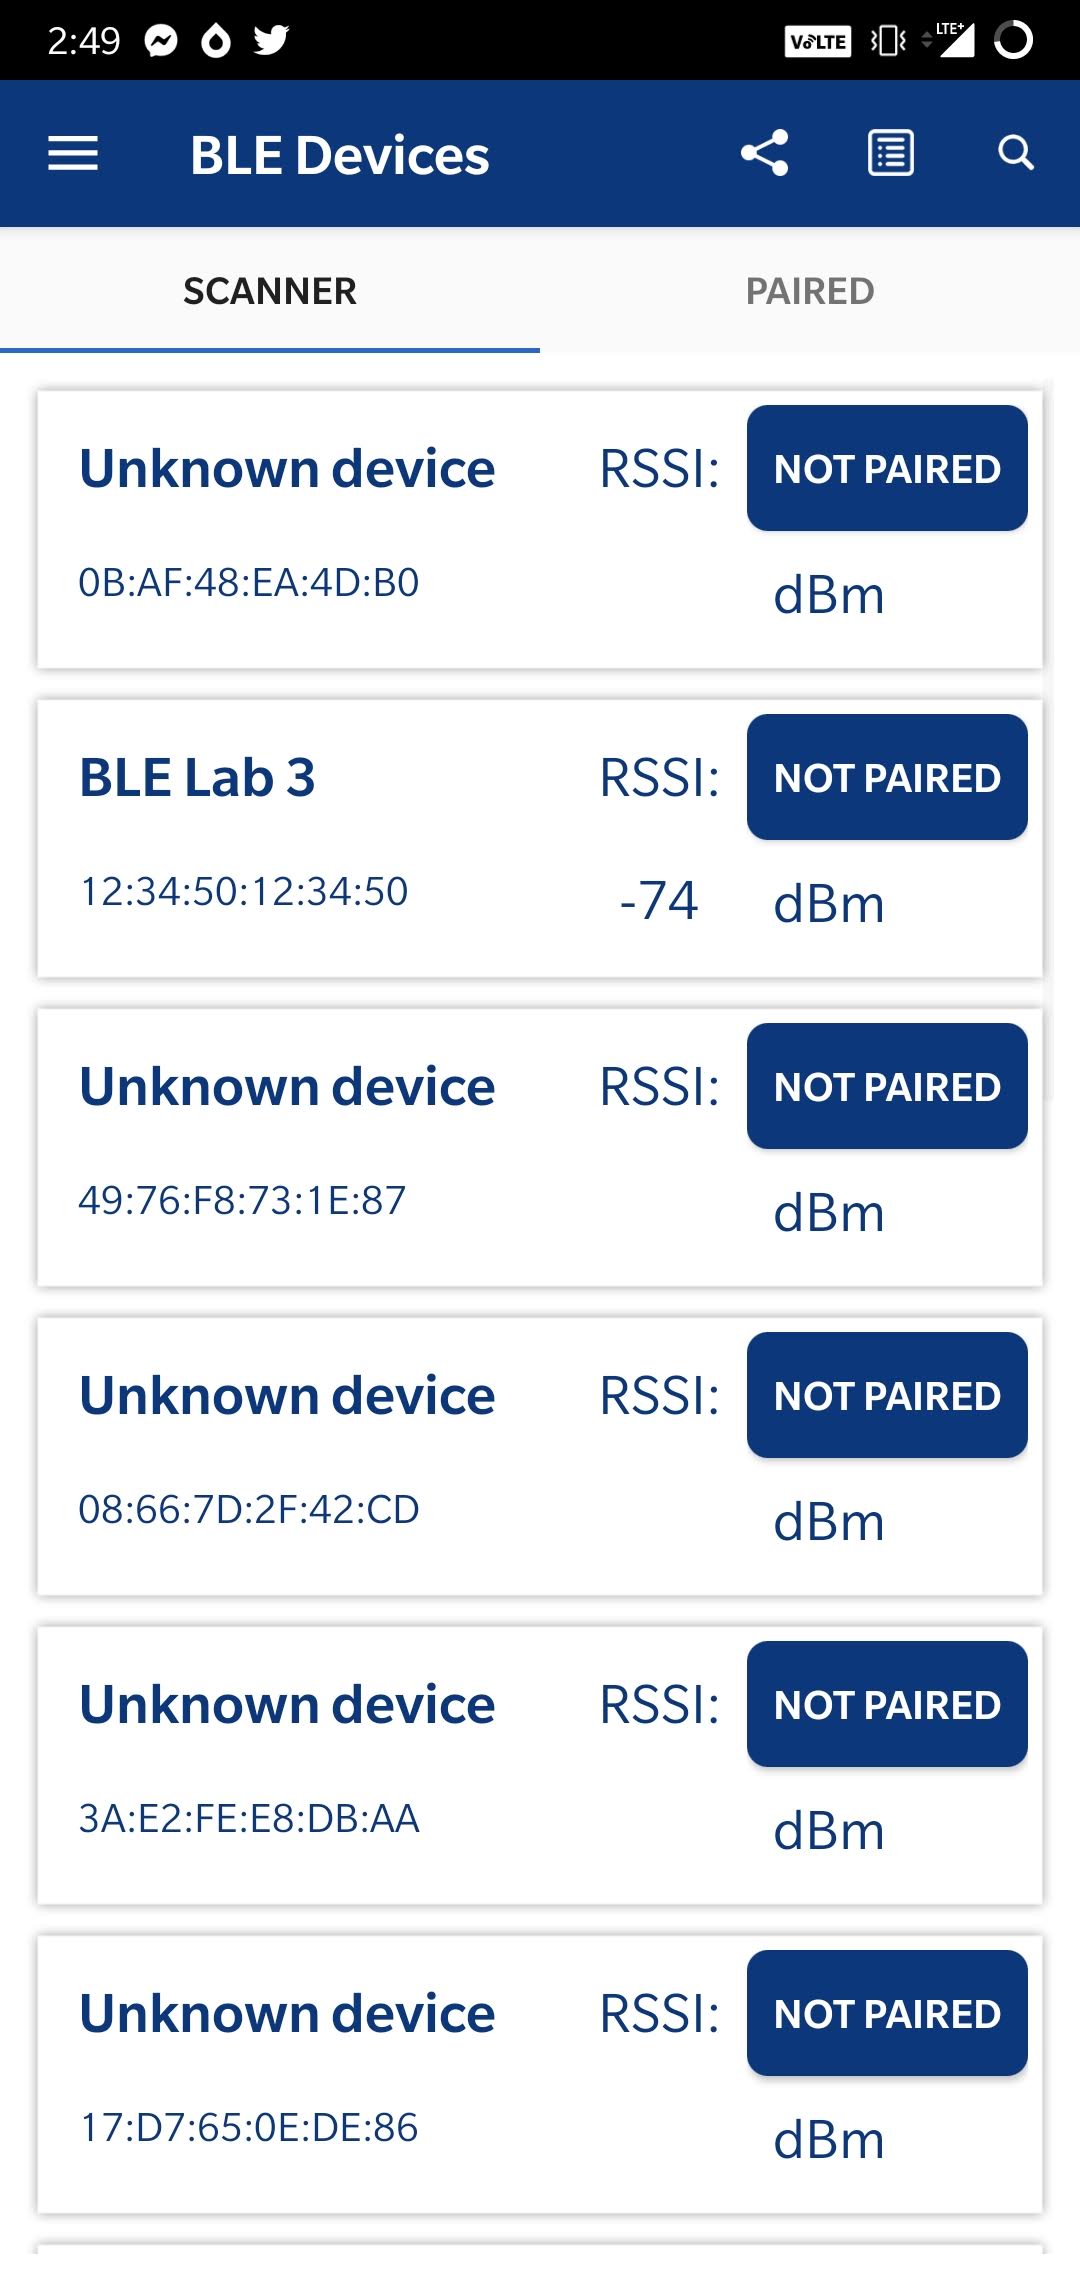 2:49 VoLTE LTE+
BLE Devices
SCANNER PAIRED
Unknown device RSSI: NOT PAIRED
0B:AF:48:EA:4D:B0 dBm
BLE Lab 3 RSSI: NOT PAIRED
12:34:50:12:34:50 -74 dBm
Unknown device RSSI: NOT PAIRED
49:76:F8:73:1E:87 dBm
Unknown device RSSI: NOT PAIRED
08:66:7D:2F:42:CD dBm
Unknown device RSSI: NOT PAIRED
3A:E2:FE:E8:DB:AA dBm
Unknown device RSSI: NOT PAIRED
17:D7:65:0E:DE:86 dBm